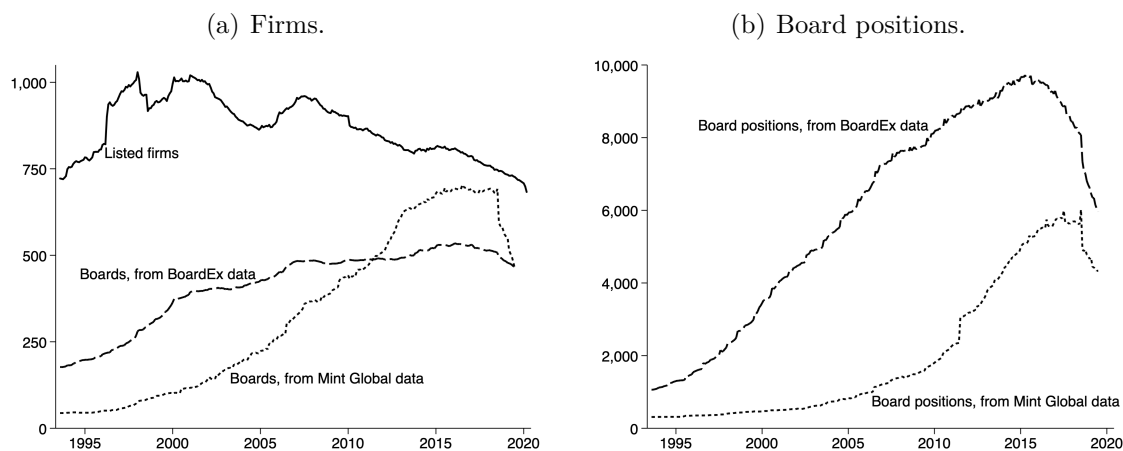 (a) Firms.
1,000
750
500
250
0
Listed firms
Boards, from BoardEx data
Boards, from Mint Global data
1995 2000 2005 2010 2015 2020
(b) Board positions.
10,000
8,000
6,000
4,000
2,000
0
Board positions, from BoardEx data
Board positions, from Mint Global data
1995 2000 2005 2010 2015 2020